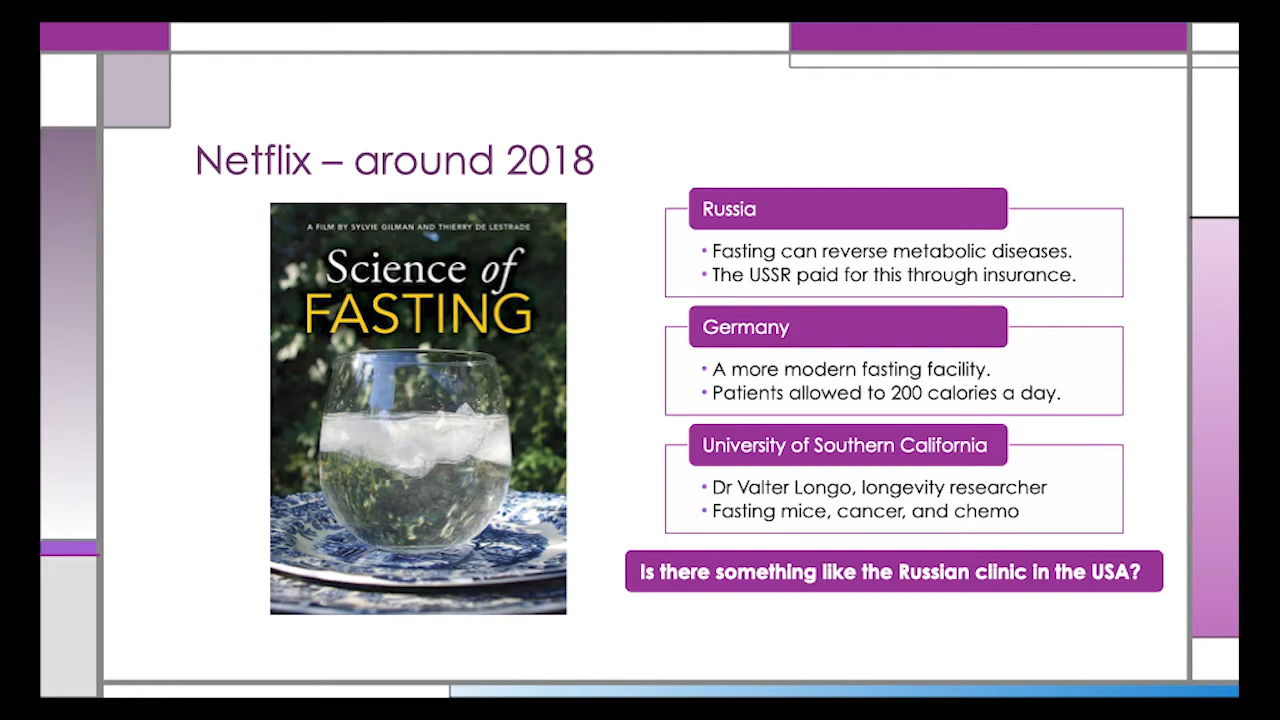 Netflix – around 2018
A FILM BY SYLVIE GILMAN AND THIERRY DE LESTRADE
Science of
FASTING
Russia
• Fasting can reverse metabolic diseases.
• The USSR paid for this through insurance.
Germany
• A more modern fasting facility.
• Patients allowed to 200 calories a day.
University of Southern California
• Dr Valter Longo, longevity researcher
• Fasting mice, cancer, and chemo
Is there something like the Russian clinic in the USA?